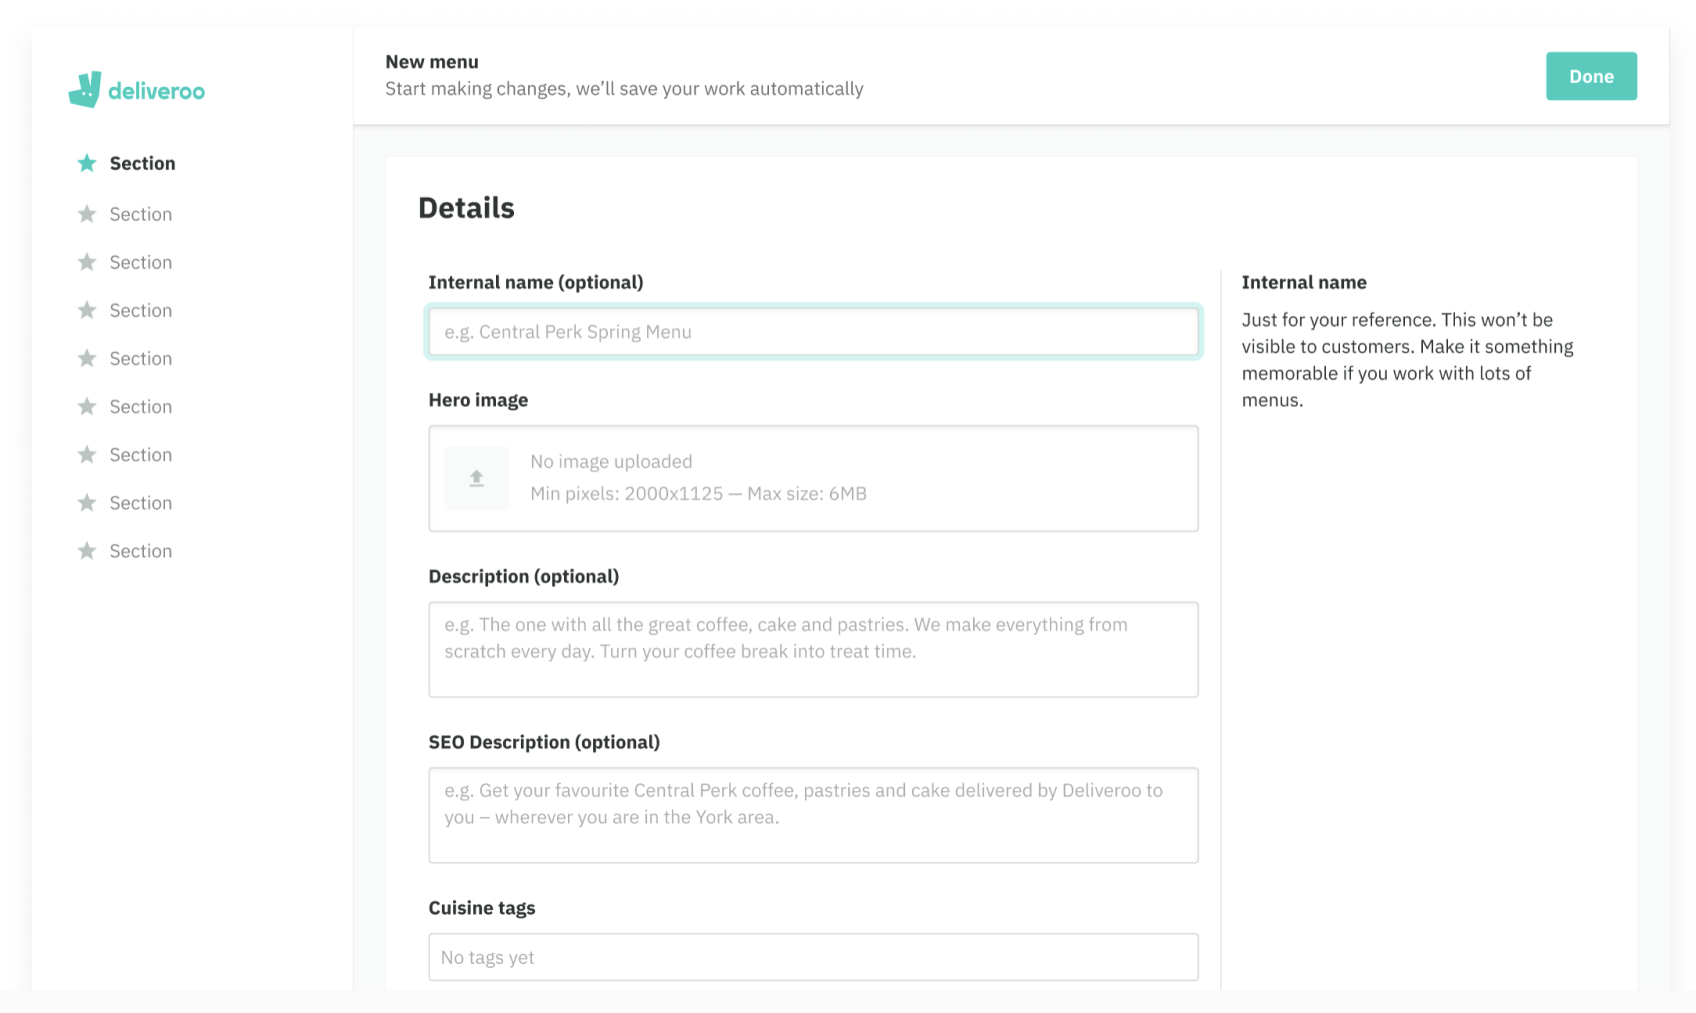 deliveroo
Section
Section
Section
Section
Section
Section
Section
Section
Section
New menu
Start making changes, we’ll save your work automatically
Done
Details
Internal name (optional)
e.g. Central Perk Spring Menu
Hero image
No image uploaded
Min pixels: 2000x1125 — Max size: 6MB
Description (optional)
e.g. The one with all the great coffee, cake and pastries. We make everything from
scratch every day. Turn your coffee break into treat time.
SEO Description (optional)
e.g. Get your favourite Central Perk coffee, pastries and cake delivered by Deliveroo to
you – wherever you are in the York area.
Cuisine tags
No tags yet
Internal name
Just for your reference. This won’t be
visible to customers. Make it something
memorable if you work with lots of
menus.